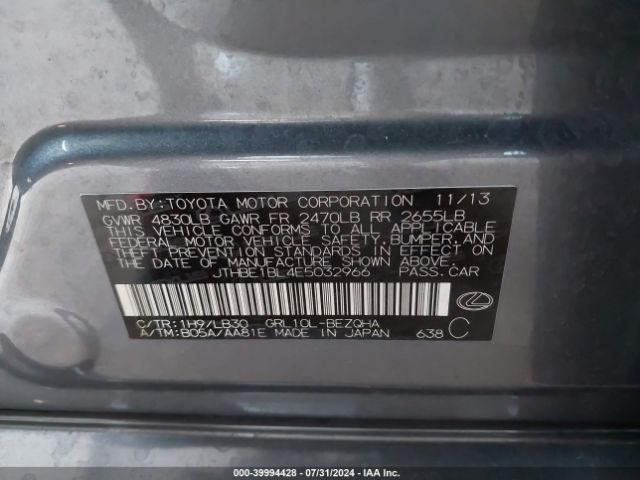 MFD. BY: TOYOTA MOTOR CORPORATION 11/13
GVWR 4830LB GAWR FR 2470LB RR 2655LB
THIS VEHICLE CONFORMS TO ALL APPLICABLE
FEDERAL MOTOR VEHICLE SAFETY, BUMPER, AND
THEFT PREVENTION STANDARDS IN EFFECT ON
THE DATE OF MANUFACTURE SHOWN ABOVE.
JTHBE1BL4E5032966 PASS. CAR
C/TR: 1H9/LB30 GRL10L-BEZQHA
A/TM: B05A/AA81E MADE IN JAPAN 638 C
000-39994428 - 07/31/2024 - IAA Inc.